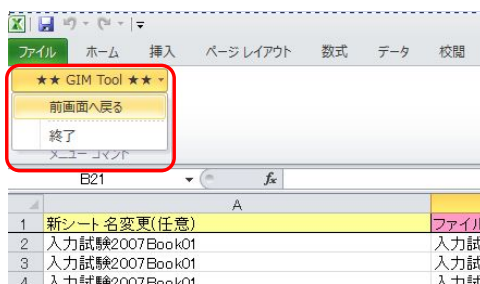 ファイル ホーム 挿入 ページ レイアウト 数式 データ 校閲
★★ GIM Tool ★★
前画面へ戻る
終了
メニュー コマンド
B21 fx
A
1 新シート名変更(任意) ファイル
2 入力試験2007Book01 入力試
3 入力試験2007Book01 入力試
4 入力試験2007Book01 入力試